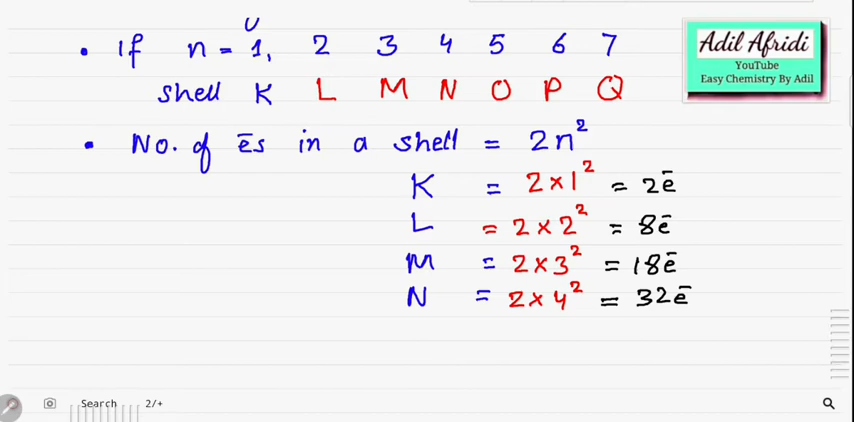 • If n = 1, 2 3 4 5 6 7
Shell K L M N O P Q
• No. of ēs in a shell = 2n²
K = 2 × 1² = 2ē
L = 2 × 2² = 8ē
M = 2 × 3² = 18ē
N = 2 × 4² = 32ē
Adil Afridi
YouTube
Easy Chemistry By Adil
Search 2/+